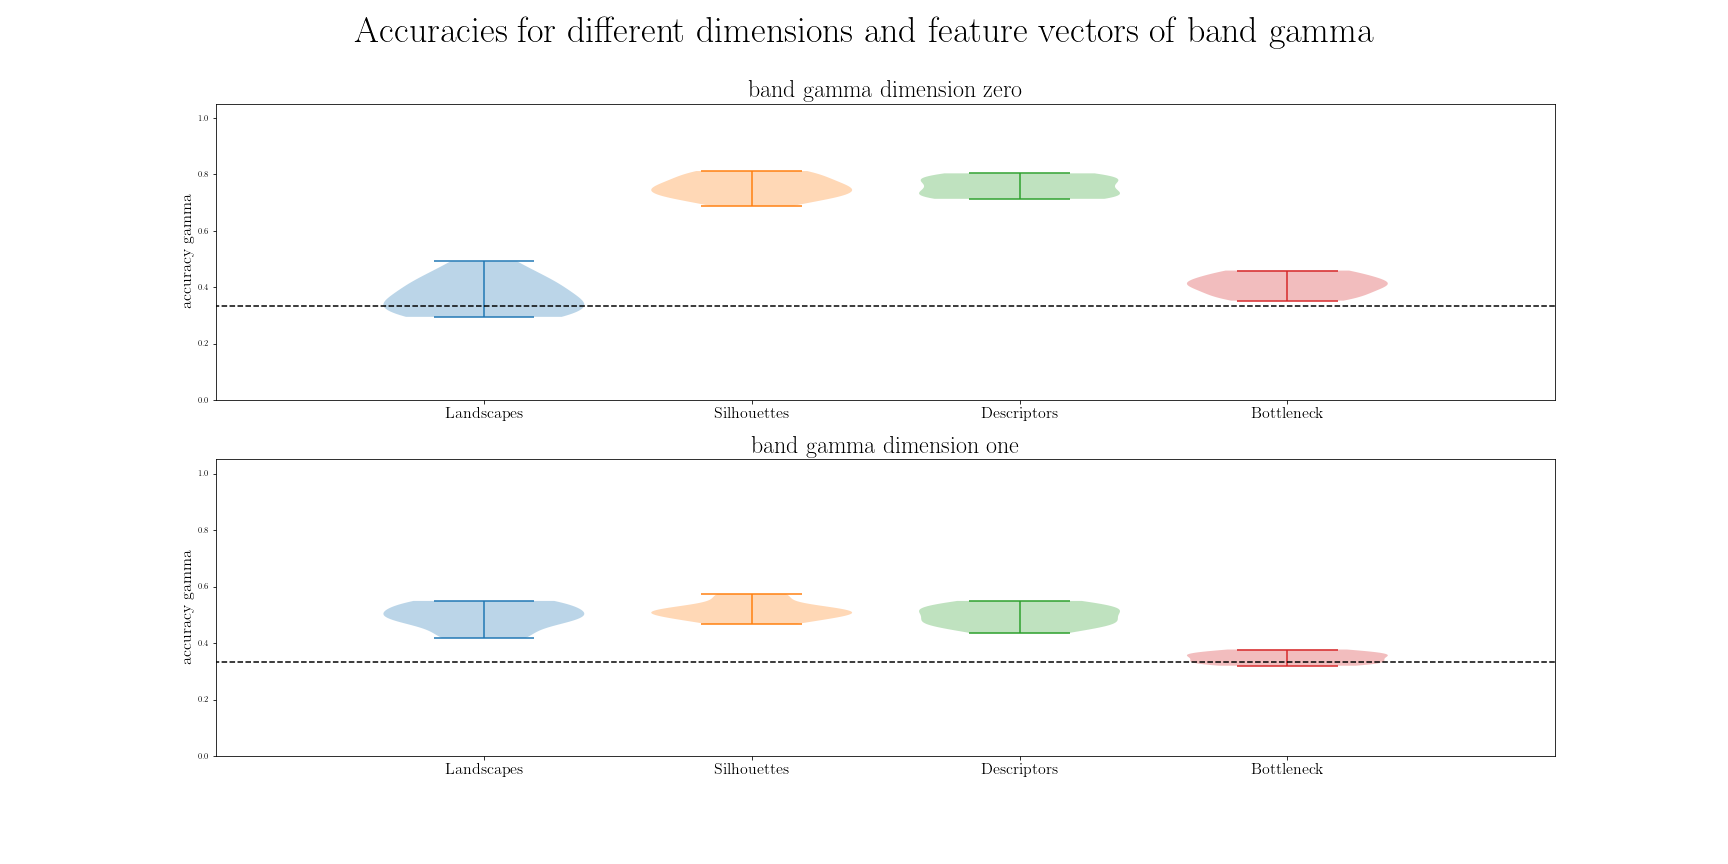 Accuracies for different dimensions and feature vectors of band gamma
band gamma dimension zero
accuracy gamma
1.0
0.8
0.6
0.4
0.2
0.0
Landscapes Silhouettes Descriptors Bottleneck
band gamma dimension one
accuracy gamma
1.0
0.8
0.6
0.4
0.2
0.0
Landscapes Silhouettes Descriptors Bottleneck